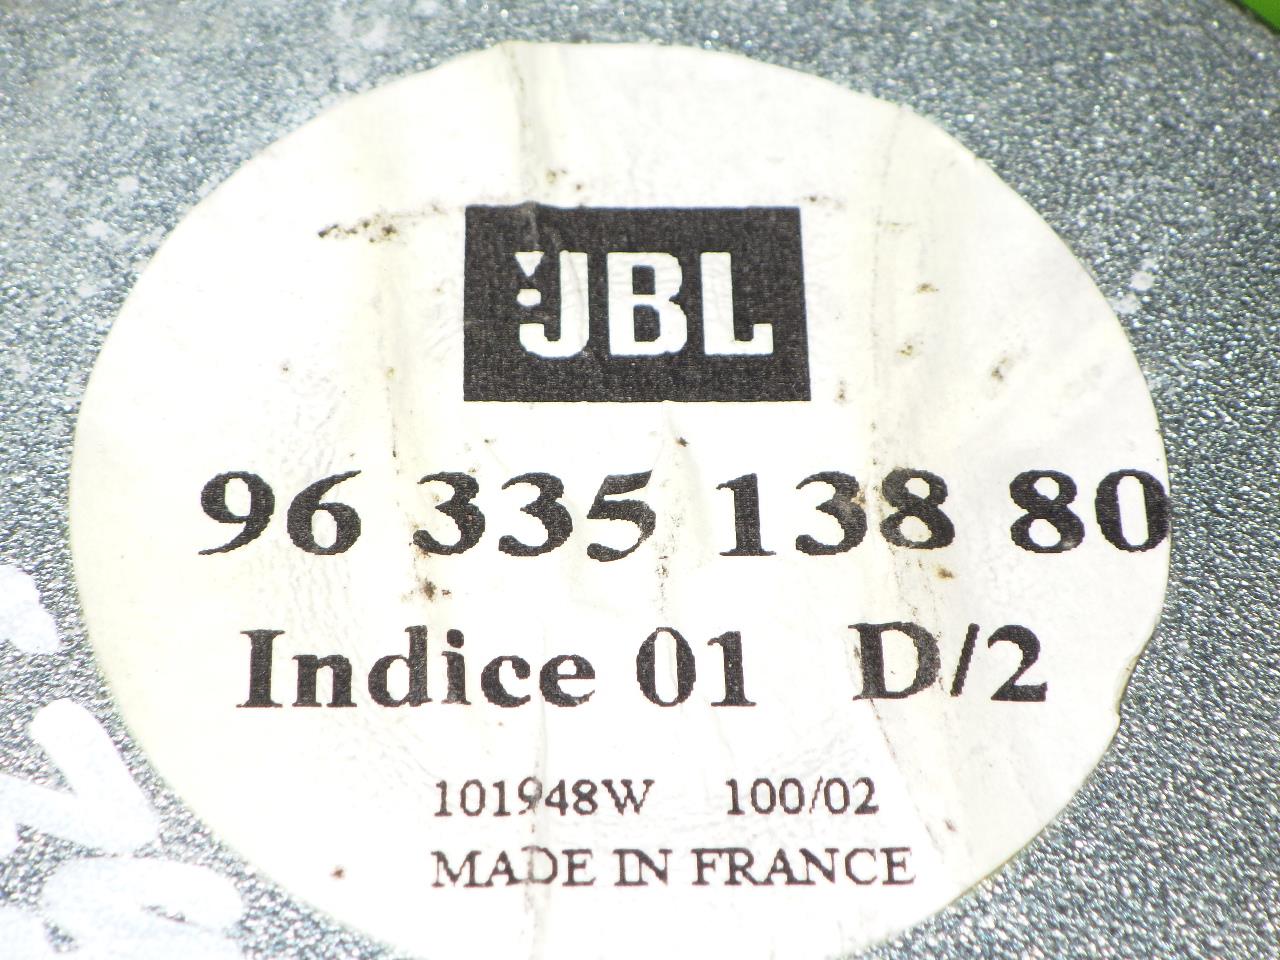 JBL
96 335 138 80
Indice 01 D/2
101948W 100/02
MADE IN FRANCE